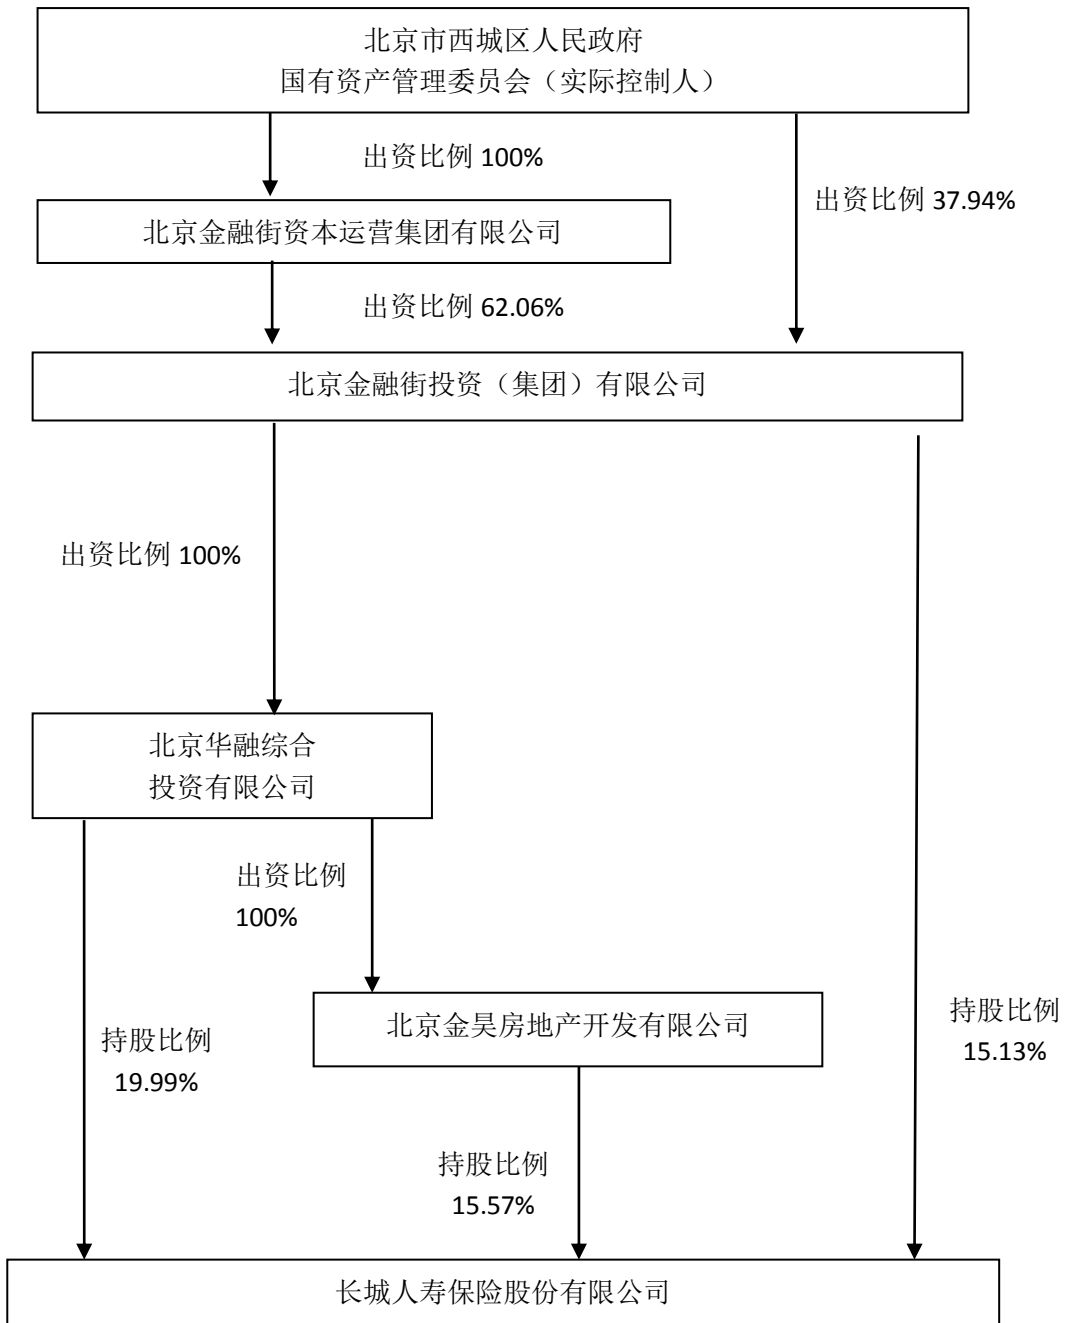 北京市西城区人民政府
国有资产管理委员会（实际控制人）
出资比例 100%
出资比例 37.94%
北京金融街资本运营集团有限公司
出资比例 62.06%
北京金融街投资（集团）有限公司
出资比例 100%
北京华融综合
投资有限公司
出资比例
100%
北京金昊房地产开发有限公司
持股比例
15.13%
持股比例
19.99%
持股比例
15.57%
长城人寿保险股份有限公司